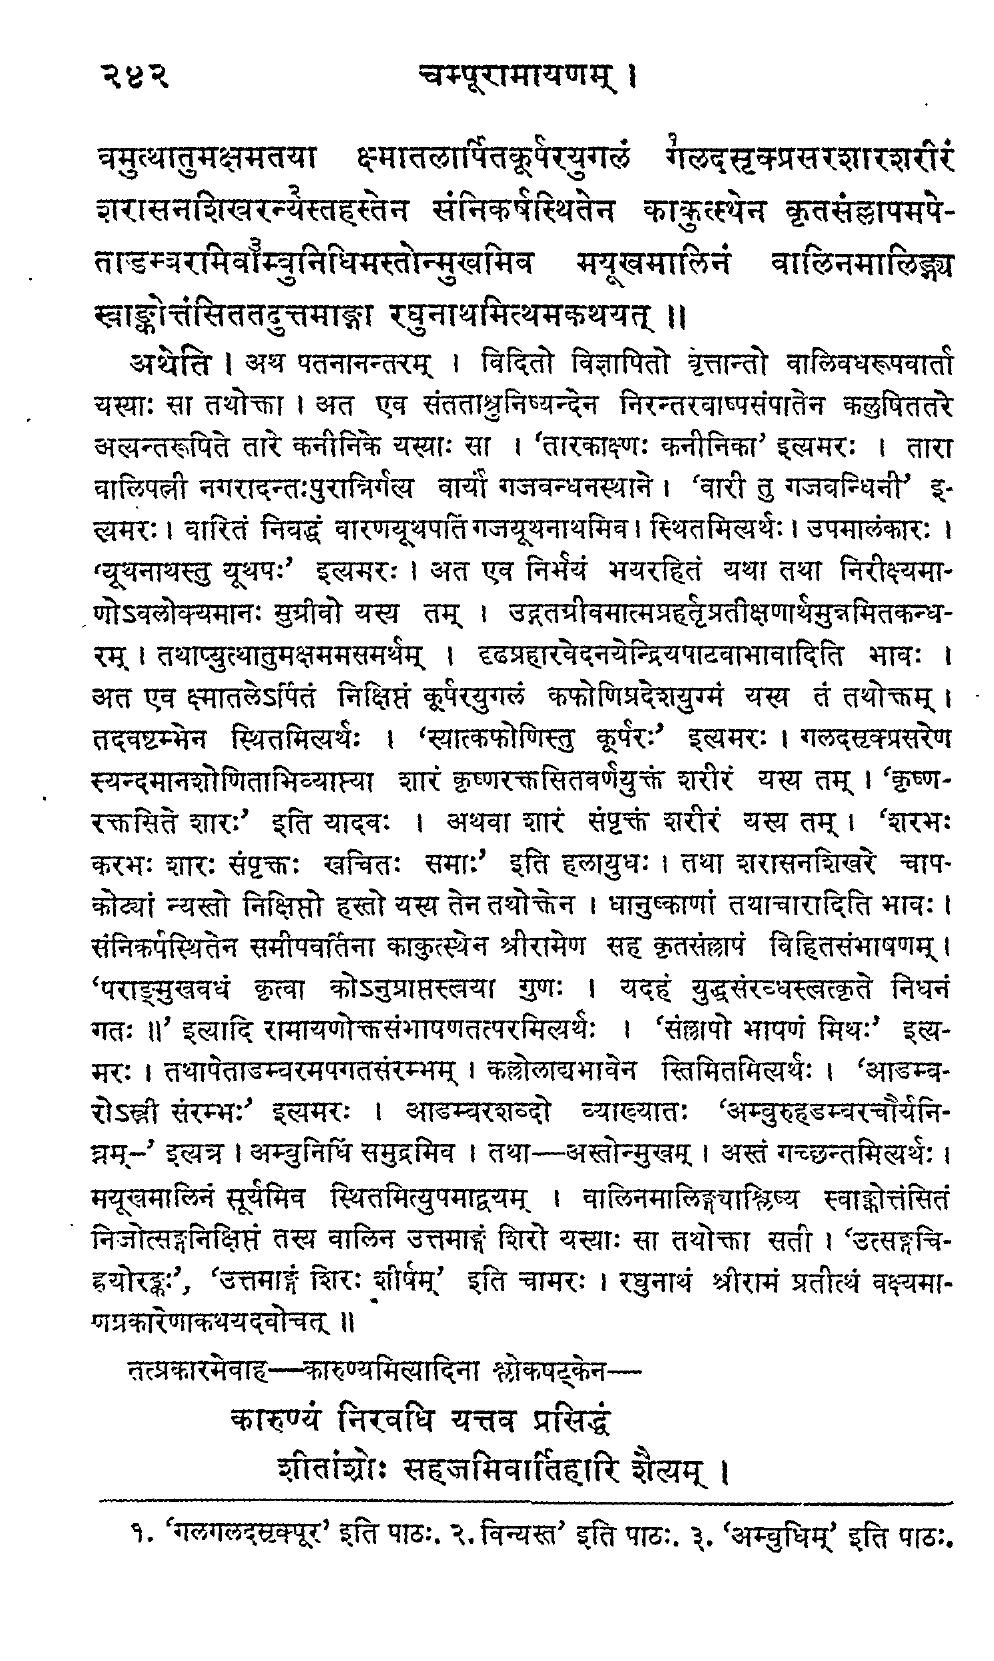 २४२ चम्पूरामायणम् ।
वमुत्थातुमक्षमतया क्ष्मातलार्पितकूर्परयुगलं गॅलदसृक्प्रसरशारशरीरं
शरासनशिखरन्यॅस्तहस्तेन संनिकर्षस्थितेन काकुत्स्थेन कृतसंल्लापमपे-
ताडम्बरमिवाॅम्बुनिधिमस्तोन्मुखमिव मयूखमालिनं वालिनमालिङ्ग्य
स्वाङ्कोत्तंसिततदुत्तमाङ्गा रघुनाथमित्थमकथयत् ॥
अथेति । अथ पतनानन्तरम् । विदितो विज्ञापितो वृत्तान्तो वालिवधरूपवार्ता
यस्याः सा तथोक्ता । अत एव संतताश्रुनिष्यन्देन निरन्तरबाष्पसंपातेन कलुषिततरे
अत्यन्तरूषिते तारे कनीनिके यस्याः सा । ‘तारकाक्ष्णः कनीनिका’ इत्यमरः । तारा
वालिपत्नी नगरादन्तःपुरान्निर्गत्य वार्यां गजबन्धनस्थाने । ‘वारी तु गजबन्धिनी’ इ-
त्यमरः । वारितं निबद्धं वारणयूथपतिं गजयूथनाथमिव । स्थितमित्यर्थः । उपमालंकारः ।
‘यूथनाथस्तु यूथपः’ इत्यमरः । अत एव निर्भयं भयरहितं यथा तथा निरीक्ष्यमा-
णोऽवलोक्यमानः सुग्रीवो यस्य तम् । उद्गतग्रीवमात्मप्रहर्तृप्रतीक्षणार्थमुन्नमितकन्ध-
रम् । तथाप्युत्थातुमक्षममसमर्थम् । दृढप्रहारवेदनयेन्द्रियपाटवाभावादिति भावः ।
अत एव क्ष्मातलेऽर्पितं निक्षिप्तं कूर्परयुगलं कफोणिप्रदेशयुग्मं यस्य तं तथोक्तम् ।
तदवष्टम्भेन स्थितमित्यर्थः । ‘स्यात्कफोणिस्तु कूर्परः’ इत्यमरः । गलदसृक्प्रसरेण
स्यन्दमानशोणिताभिव्याप्त्या शारं कृष्णरक्तसितवर्णयुक्तं शरीरं यस्य तम् । ‘कृष्ण-
रक्तसिते शारः’ इति यादवः । अथवा शारं संपृक्तं शरीरं यस्य तम् । ‘शरभः
करभः शारः संपृक्तः खचितः समाः’ इति हलायुधः । तथा शरासनशिखरे चाप-
कोट्यां न्यस्तो निक्षिप्तो हस्तो यस्य तेन तथोक्तेन । धानुष्काणां तथाचारादिति भावः ।
संनिकर्षस्थितेन समीपवर्तिना काकुत्स्थेन श्रीरामेण सह कृतसंल्लापं विहितसंभाषणम् ।
‘पराङ्मुखवधं कृत्वा कोऽनुप्राप्तस्त्वया गुणः । यदहं युद्धसंरब्धस्त्वत्कृते निधनं
गतः ॥’ इत्यादि रामायणोक्तसंभाषणतत्परमित्यर्थः । ‘संल्लापो भाषणं मिथः’ इत्य-
मरः । तथापेताडम्बरमपगतसंरम्भम् । कल्लोलाद्यभावेन स्तिमितमित्यर्थः । ‘आडम्ब-
रोऽस्त्री संरम्भः’ इत्यमरः । आडम्बरशब्दो व्याख्यातः ‘अम्बुरुहडम्बरचौर्यनि-
घ्नम्–’ इत्यत्र । अम्बुनिधिं समुद्रमिव । तथा—अस्तोन्मुखम् । अस्तं गच्छन्तमित्यर्थः ।
मयूखमालिनं सूर्यमिव स्थितमित्युपमाद्वयम् । वालिनमालिङ्ग्याश्लिष्य स्वाङ्कोत्तंसितं
निजोत्सङ्गनिक्षिप्तं तस्य वालिन उत्तमाङ्गं शिरो यस्याः सा तथोक्ता सती । ‘उत्सङ्गचि-
ह्नयोरङ्कः’, ‘उत्तमाङ्गं शिरः शीर्षम्’ इति चामरः । रघुनाथं श्रीरामं प्रतीत्थं वक्ष्यमा-
णप्रकारेणाकथयदवोचत् ॥
तत्प्रकारमेवाह—कारुण्यमित्यादिना श्लोकषट्केन—
कारुण्यं निरवधि यत्तव प्रसिद्धं
शीतांशोः सहजमिवार्तिहारि शैत्यम् ।
१. ‘गलगलदसृक्पूर’ इति पाठः. २. विन्यस्त’ इति पाठः. ३. ‘अम्बुधिम्’ इति पाठः.